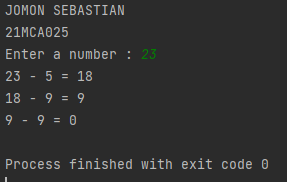 JOMON SEBASTIAN
21MCA025
Enter a number : 23
23 - 5 = 18
18 - 9 = 9
9 - 9 = 0
Process finished with exit code 0